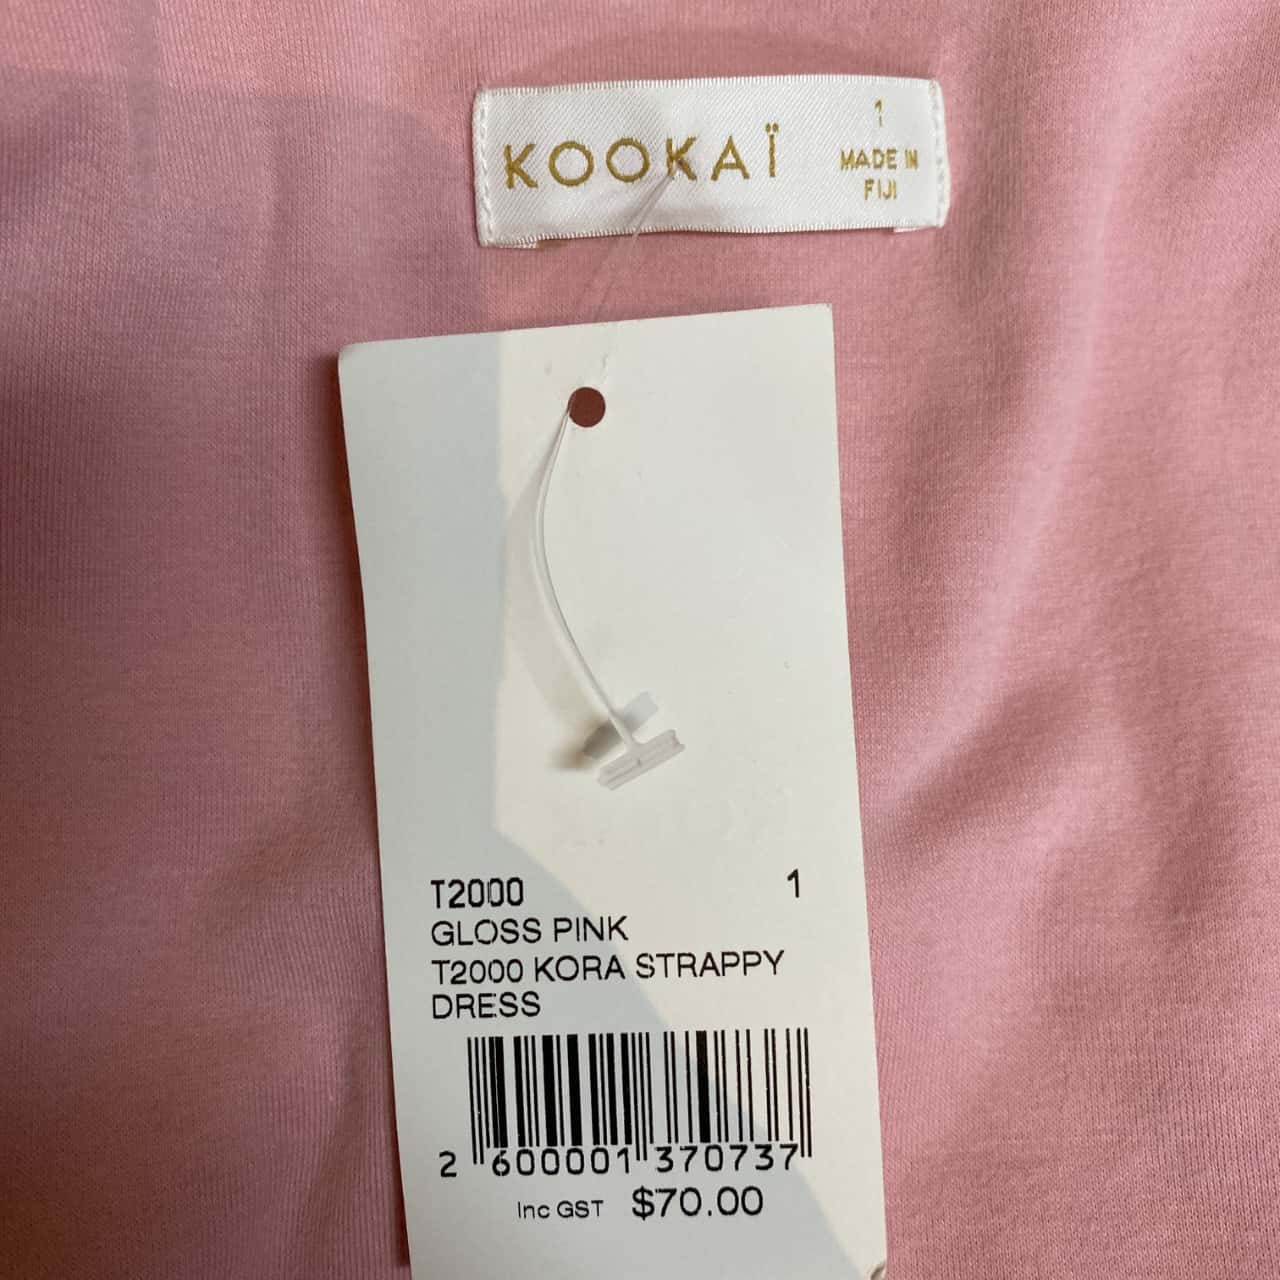 KOOKAÏ
1
MADE IN
FIJI
T2000 1
GLOSS PINK
T2000 KORA STRAPPY
DRESS
2 600001 370737
Inc GST $70.00